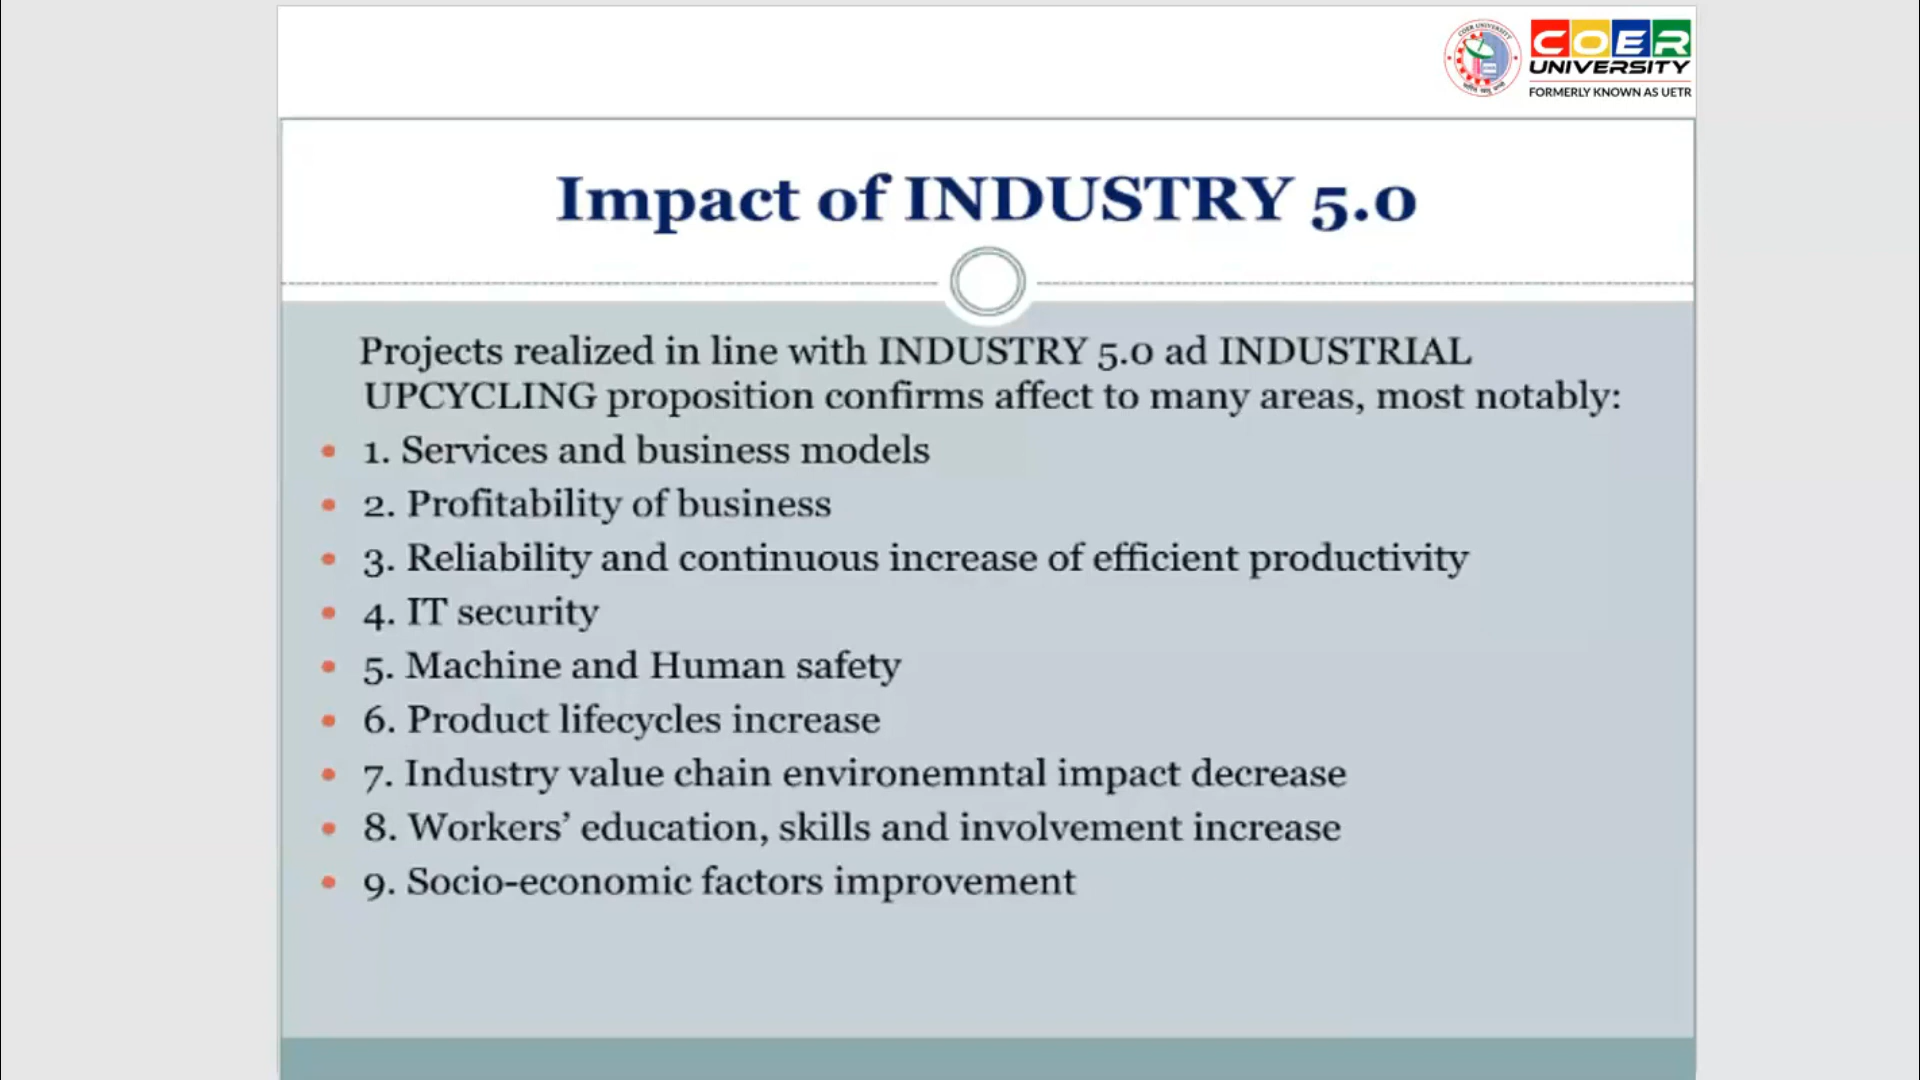 COER UNIVERSITY
COER
UNIVERSITY
FORMERLY KNOWN AS UETR
Impact of INDUSTRY 5.0
Projects realized in line with INDUSTRY 5.0 ad INDUSTRIAL
UPCYCLING proposition confirms affect to many areas, most notably:
• 1. Services and business models
• 2. Profitability of business
• 3. Reliability and continuous increase of efficient productivity
• 4. IT security
• 5. Machine and Human safety
• 6. Product lifecycles increase
• 7. Industry value chain environemntal impact decrease
• 8. Workers’ education, skills and involvement increase
• 9. Socio-economic factors improvement